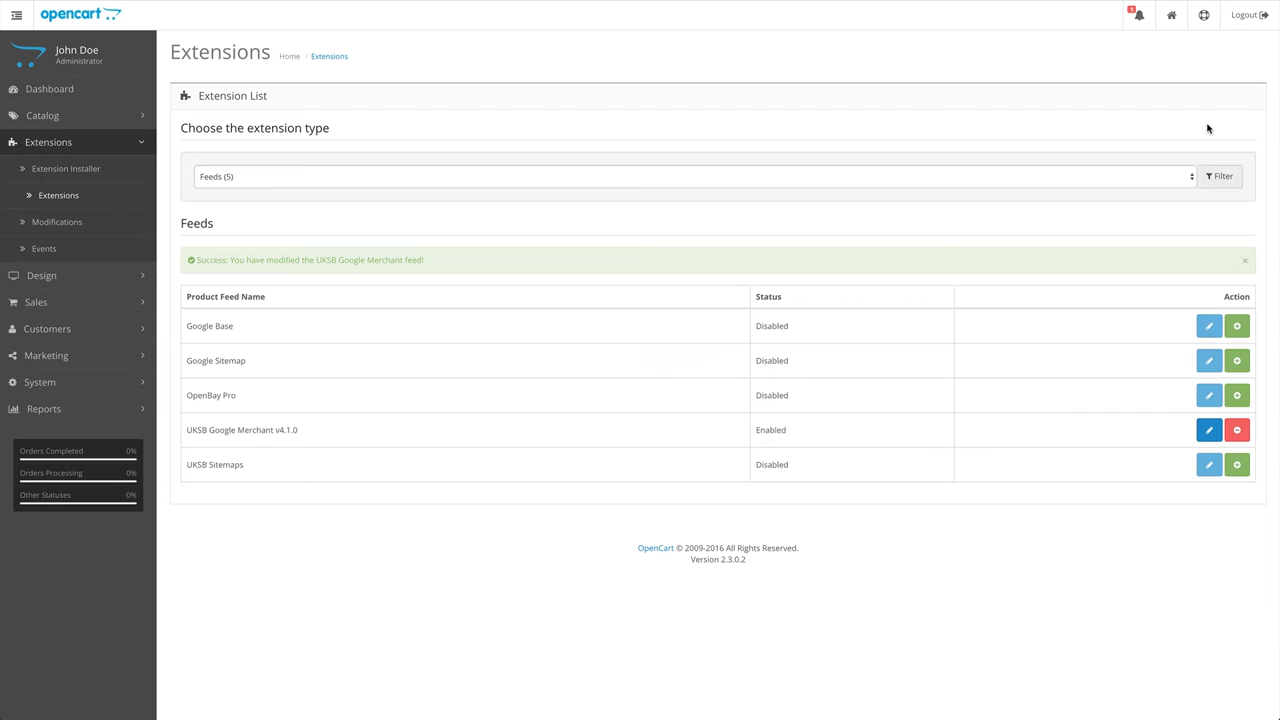 opencart
1
Logout
John Doe
Administrator
Dashboard
Catalog
Extensions
Extension Installer
Extensions
Modifications
Events
Design
Sales
Customers
Marketing
System
Reports
Orders Completed 0%
Orders Processing 0%
Other Statuses 0%
Extensions Home / Extensions
Extension List
Choose the extension type
Feeds (5) Filter
Feeds
Success: You have modified the UKSB Google Merchant feed! ×
Product Feed Name Status Action
Google Base Disabled
Google Sitemap Disabled
OpenBay Pro Disabled
UKSB Google Merchant v4.1.0 Enabled
UKSB Sitemaps Disabled
OpenCart © 2009-2016 All Rights Reserved.
Version 2.3.0.2